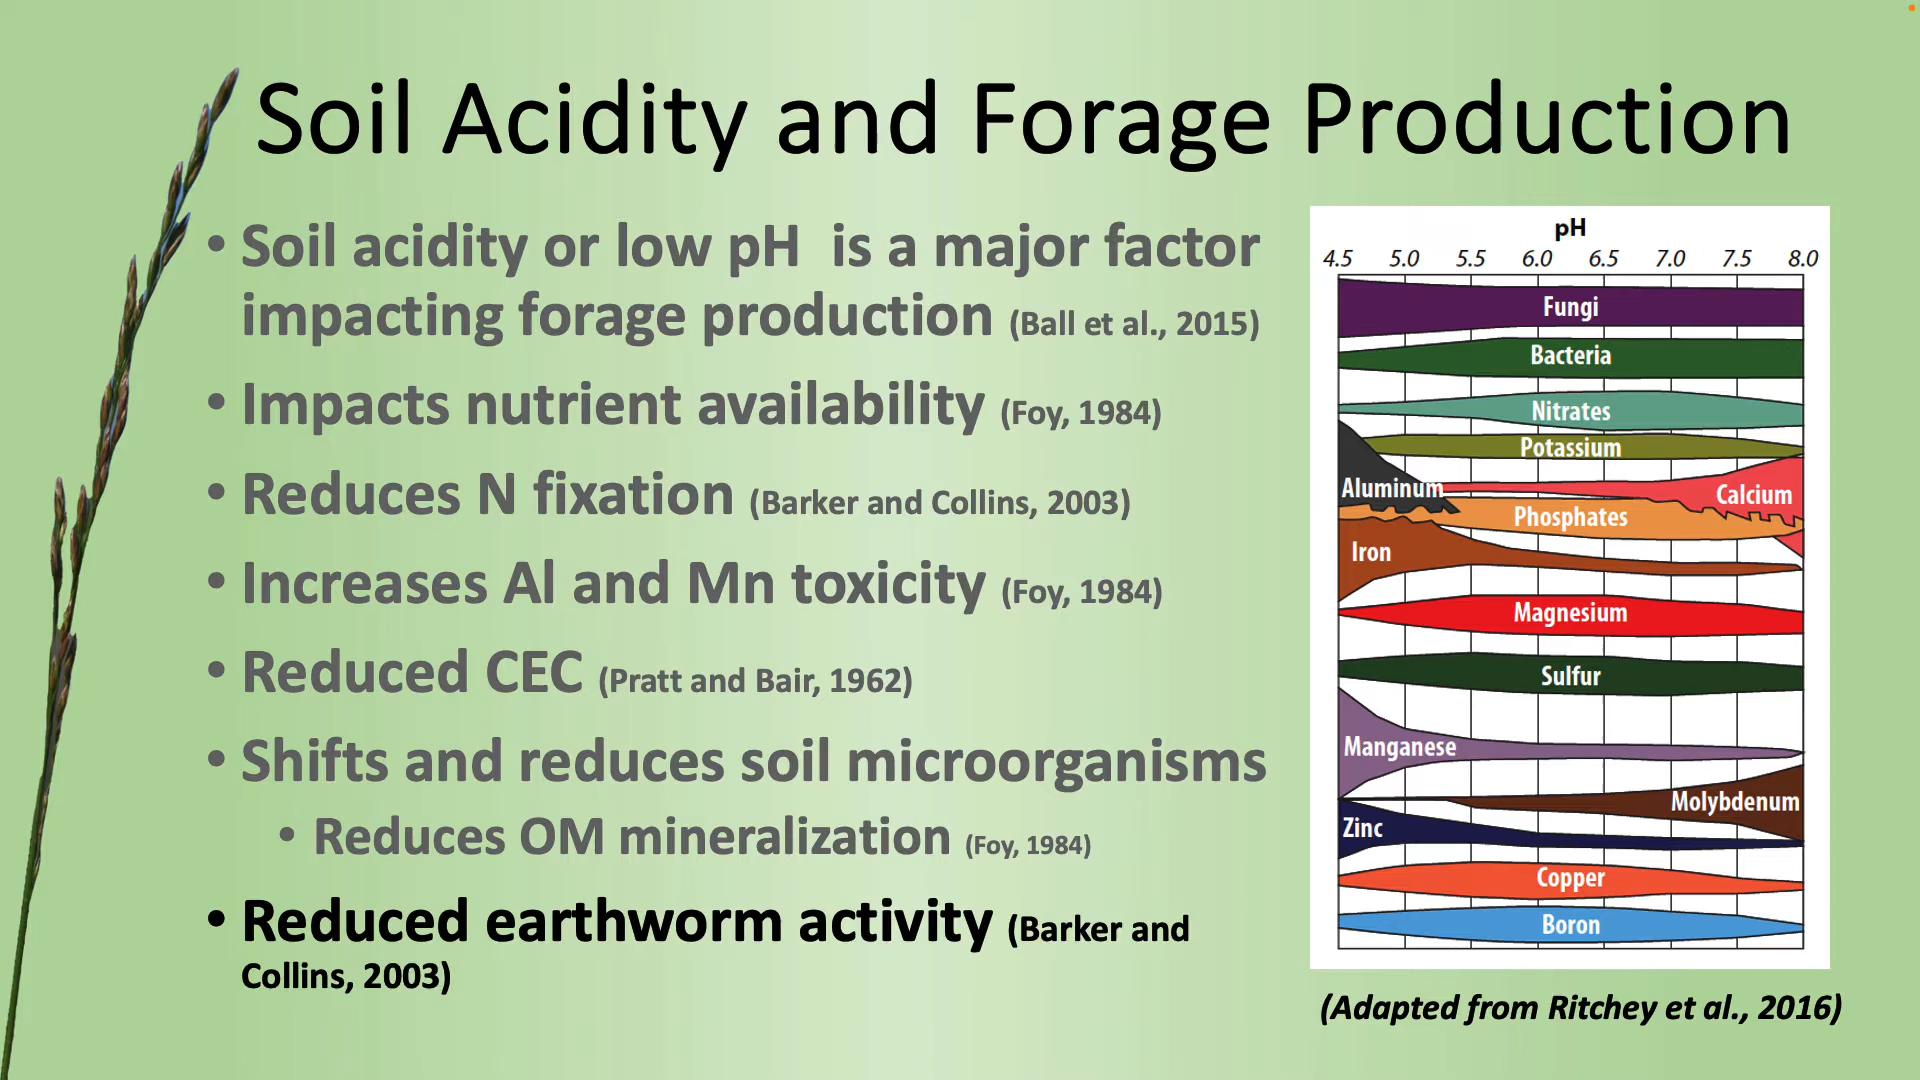 Soil Acidity and Forage Production
• Soil acidity or low pH is a major factor
impacting forage production (Ball et al., 2015)
• Impacts nutrient availability (Foy, 1984)
• Reduces N fixation (Barker and Collins, 2003)
• Increases Al and Mn toxicity (Foy, 1984)
• Reduced CEC (Pratt and Bair, 1962)
• Shifts and reduces soil microorganisms
• Reduces OM mineralization (Foy, 1984)
• Reduced earthworm activity (Barker and
Collins, 2003)
pH
4.5 5.0 5.5 6.0 6.5 7.0 7.5 8.0
Fungi
Bacteria
Nitrates
Potassium
Aluminum
Calcium
Phosphates
Iron
Magnesium
Sulfur
Manganese
Molybdenum
Zinc
Copper
Boron
(Adapted from Ritchey et al., 2016)